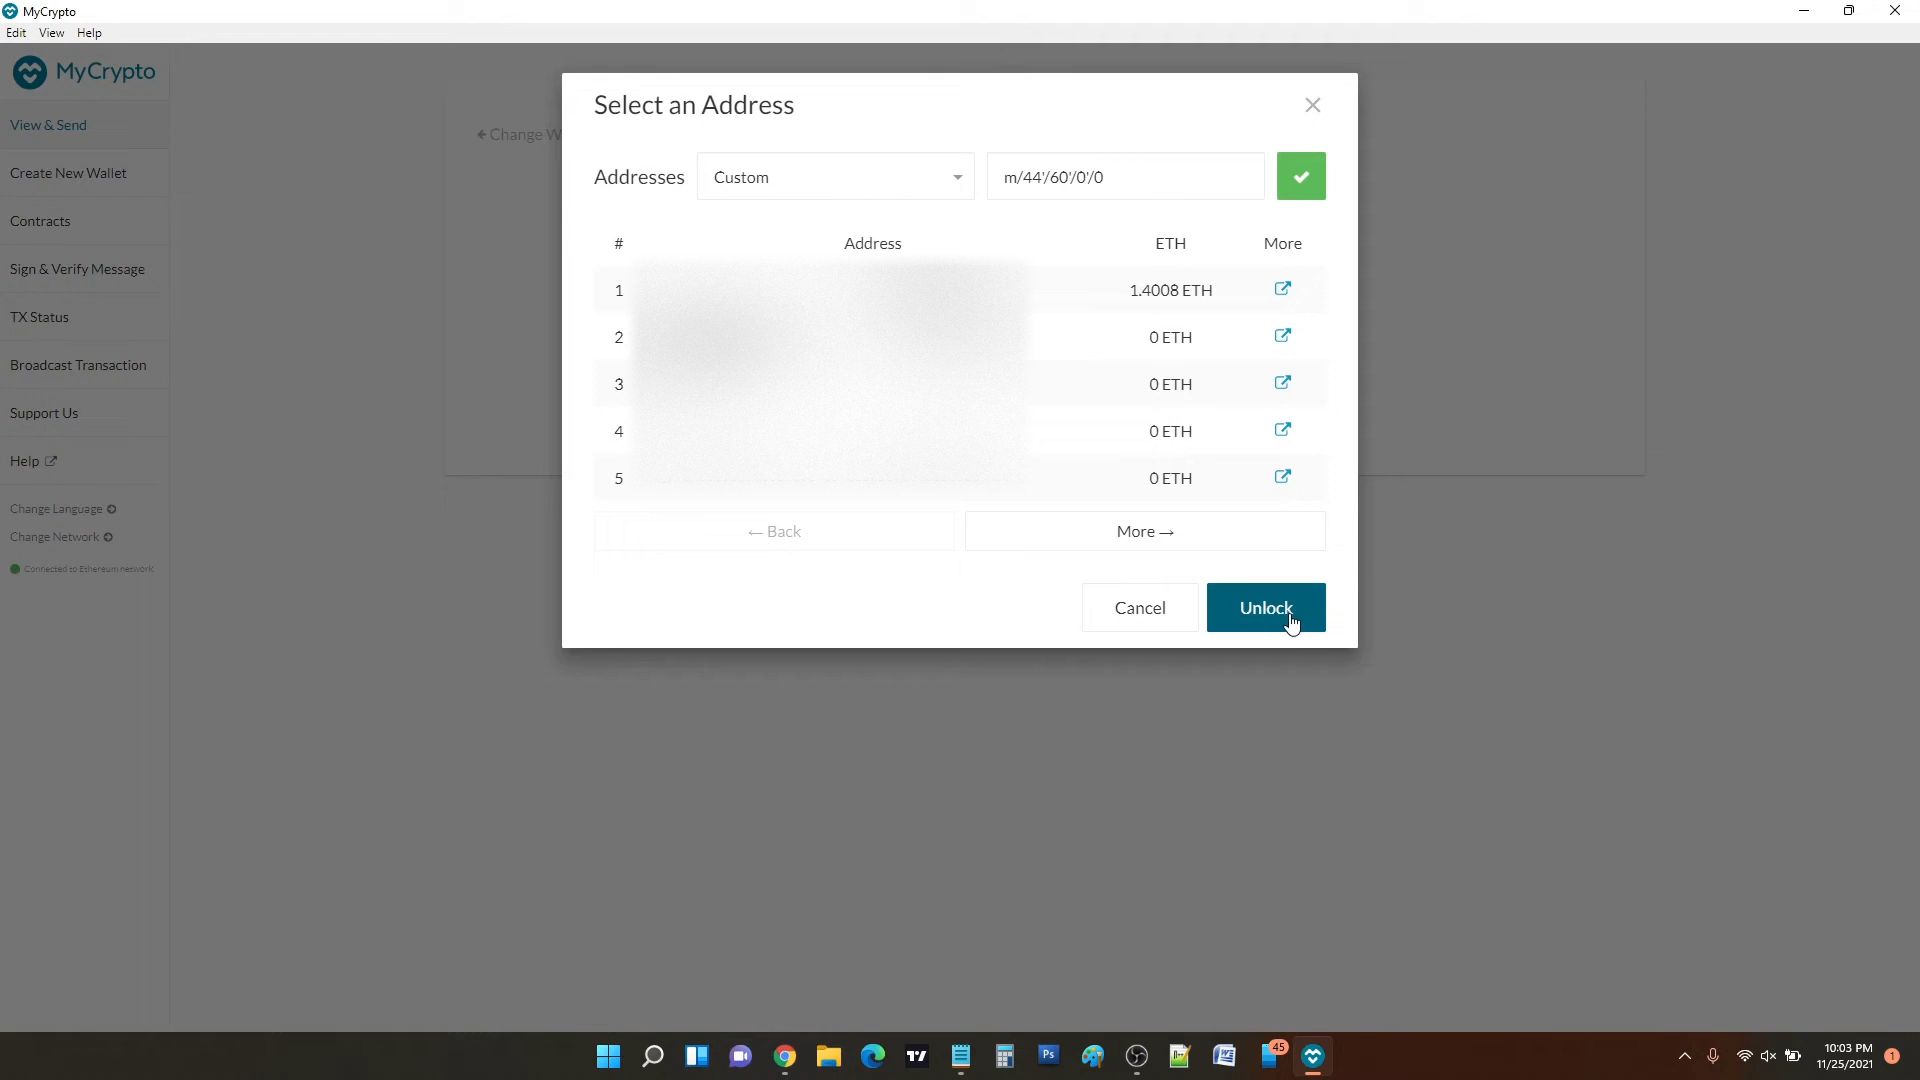 MyCrypto
Edit View Help
MyCrypto
View & Send
Create New Wallet
Contracts
Sign & Verify Message
TX Status
Broadcast Transaction
Support Us
Help
Change Language
Change Network
Connected to Ethereum network
Change W
Select an Address
Addresses Custom m/44'/60'/0'/0
# Address ETH More
1 1.4008 ETH
2 0 ETH
3 0 ETH
4 0 ETH
5 0 ETH
← Back More →
Cancel Unlock
Ps
45
10:03 PM
11/25/2021
1